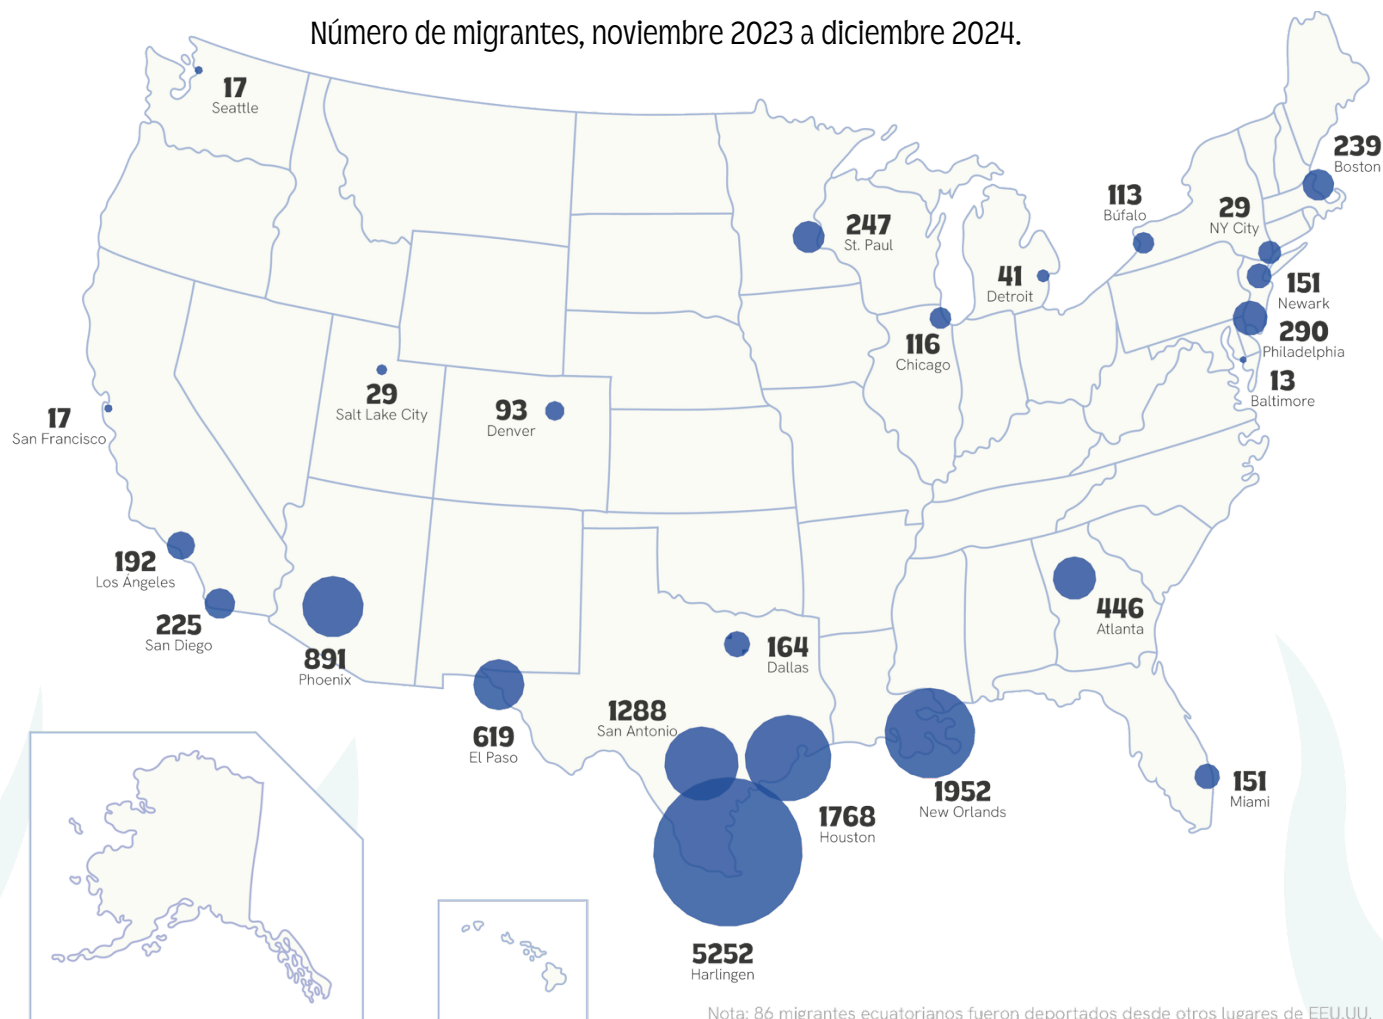 Número de migrantes, noviembre 2023 a diciembre 2024.
17
Seattle
239
Boston
113
Búfalo
29
NY City
247
St. Paul
41
Detroit
151
Newark
116
Chicago
290
Philadelphia
13
Baltimore
29
Salt Lake City
93
Denver
17
San Francisco
192
Los Ángeles
225
San Diego
891
Phoenix
446
Atlanta
164
Dallas
619
El Paso
1288
San Antonio
1768
Houston
1952
New Orlands
151
Miami
5252
Harlingen
Nota: 86 migrantes ecuatorianos fueron deportados desde otros lugares de EEU.UU.